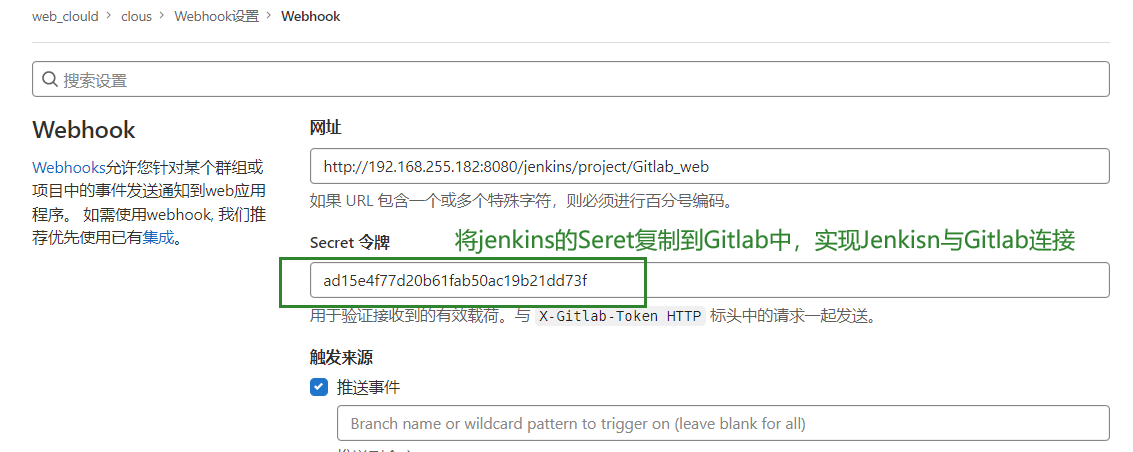 web_clould > clous > Webhook设置 > Webhook
搜索设置
Webhook
Webhooks允许您针对某个群组或
项目中的事件发送通知到web应用
程序。 如需使用webhook, 我们推
荐优先使用已有集成。
网址
http://192.168.255.182:8080/jenkins/project/Gitlab_web
如果 URL 包含一个或多个特殊字符，则必须进行百分号编码。
Secret 令牌
将jenkins的Seret复制到Gitlab中，实现Jenkisn与Gitlab连接
ad15e4f77d20b61fab50ac19b21dd73f
用于验证接收到的有效载荷。与 X-Gitlab-Token HTTP 标头中的请求一起发送。
触发来源
推送事件
Branch name or wildcard pattern to trigger on (leave blank for all)